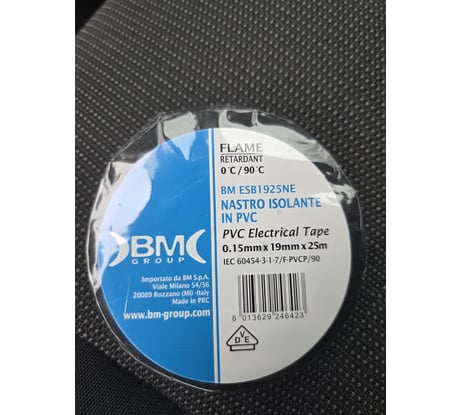 FLAME
RETARDANT
0°C/90°C
BM ESB1925NE
NASTRO ISOLANTE
IN PVC
PVC Electrical Tape
0.15mm x 19mm x 25m
IEC 60454-3-1-7/F-PVCP/90
BM
GROUP
Importato da BM S.p.A.
Viale Milano 54/56
20089 Rozzano (MI) -Italy
Made in PRC
www.bm-group.com
8 013629 246423
VDE